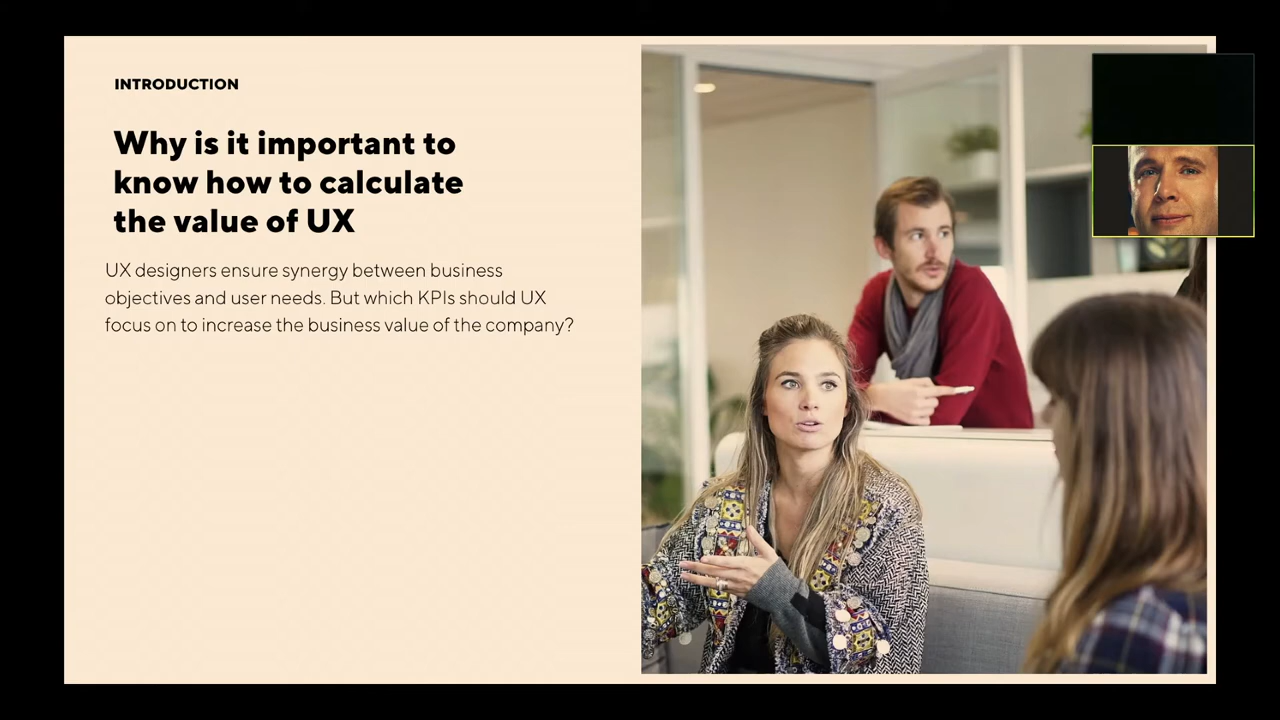 INTRODUCTION
Why is it important to
know how to calculate
the value of UX
UX designers ensure synergy between business
objectives and user needs. But which KPIs should UX
focus on to increase the business value of the company?